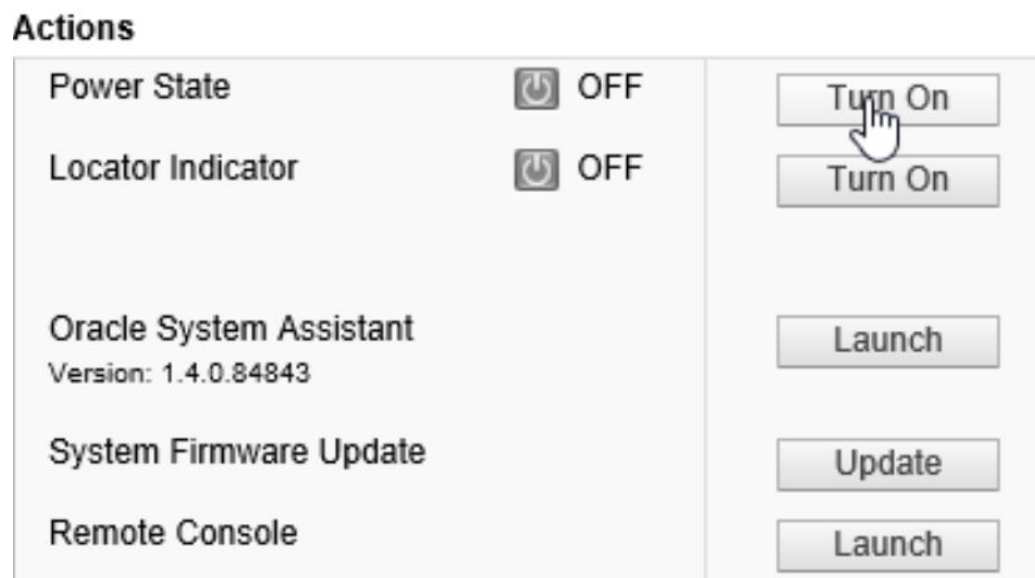 Actions
Power State OFF Turn On
Locator Indicator OFF Turn On
Oracle System Assistant Launch
Version: 1.4.0.84843
System Firmware Update Update
Remote Console Launch